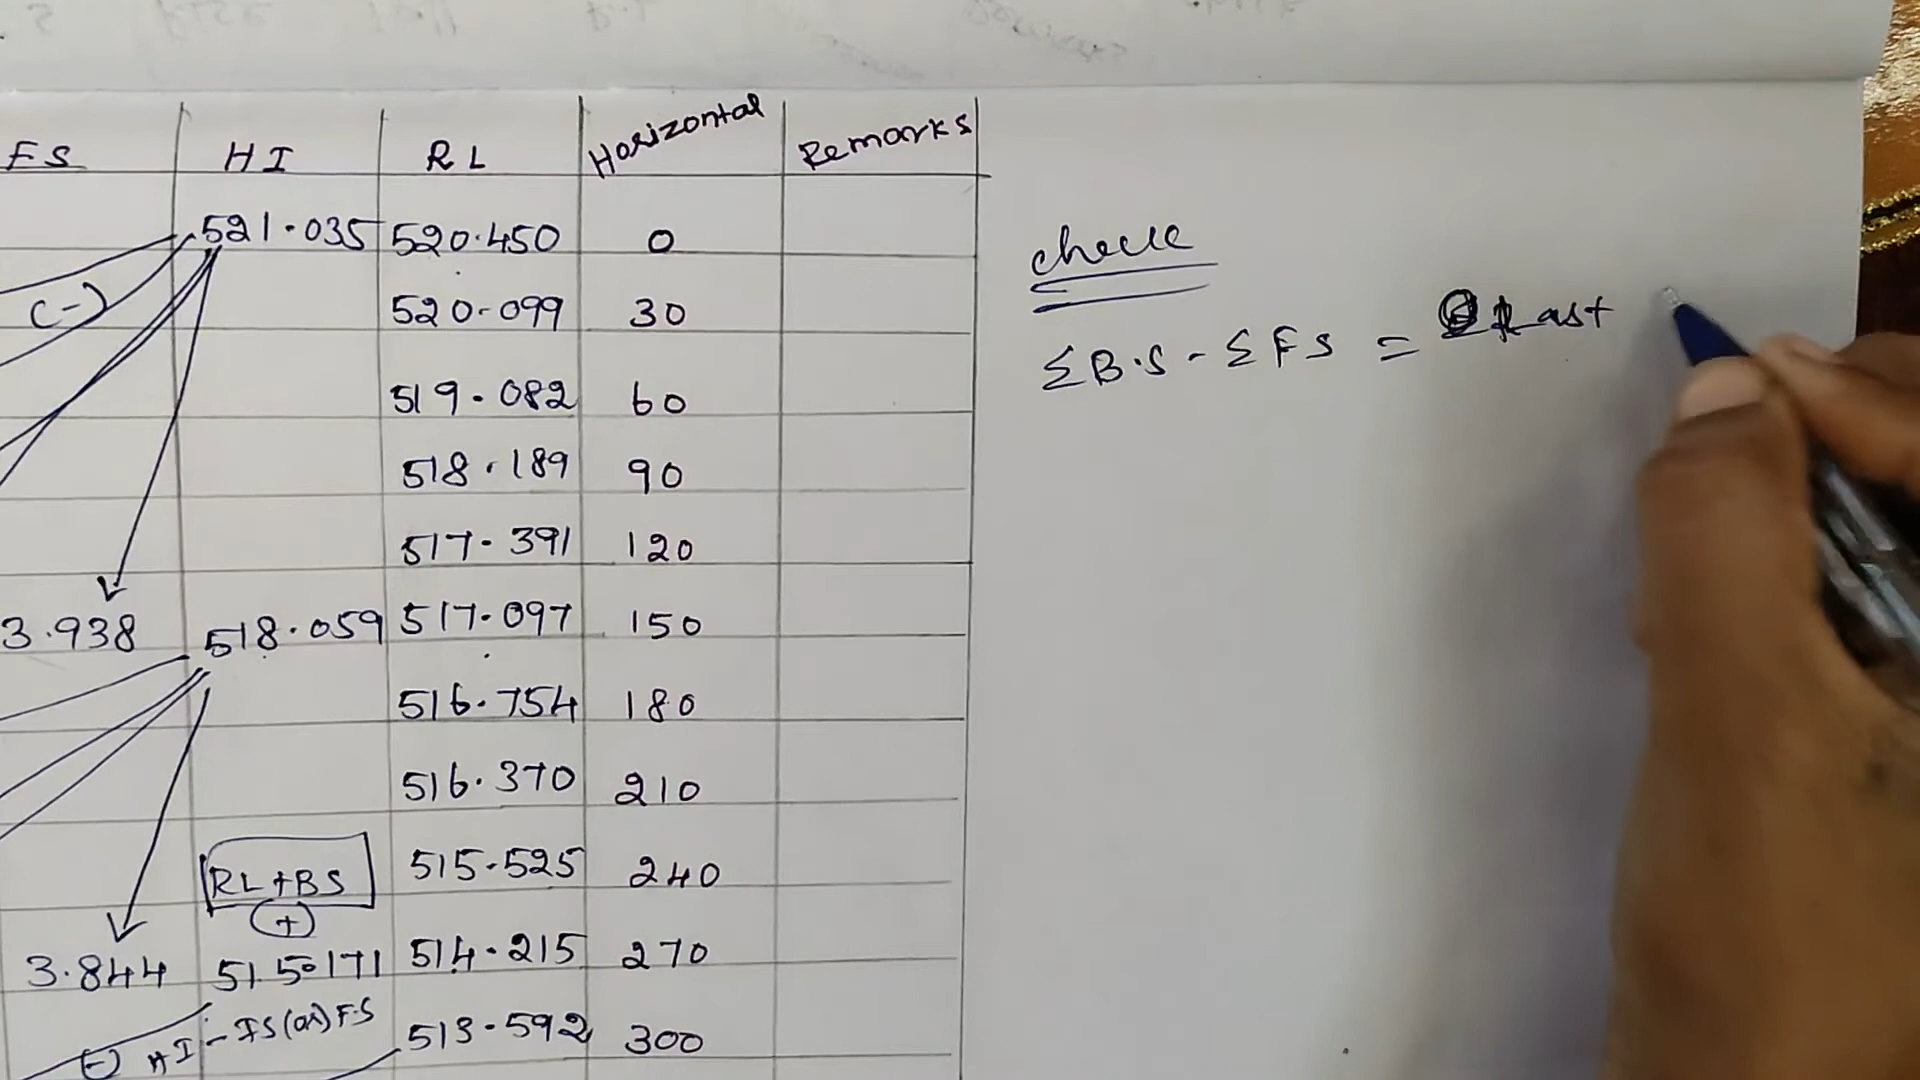 FS HI RL Horizontal Remarks
521.035 520.450 0
(-) 520.099 30
519.082 60
518.189 90
517.391 120
3.938 518.059 517.097 150
516.754 180
516.370 210
RL+BS 515.525 240
(+)
3.844 515.171 514.215 270
(-) HI - IS (or) F.S 513.592 300
check
ΣB.S - ΣFS = Last